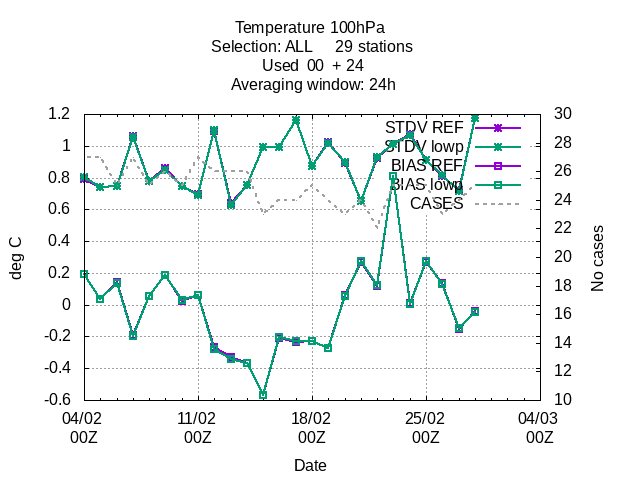 Temperature 100hPa
Selection: ALL 29 stations
Used 00 + 24
Averaging window: 24h
STDV REF
STDV lowp
BIAS REF
BIAS lowp
CASES
deg C
1.2
1
0.8
0.6
0.4
0.2
0
-0.2
-0.4
-0.6
No cases
30
28
26
24
22
20
18
16
14
12
10
04/02 11/02 18/02 25/02 04/03
00Z 00Z 00Z 00Z 00Z
Date